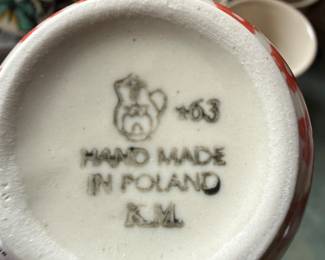 +63
HAND MADE
IN POLAND
K.M.